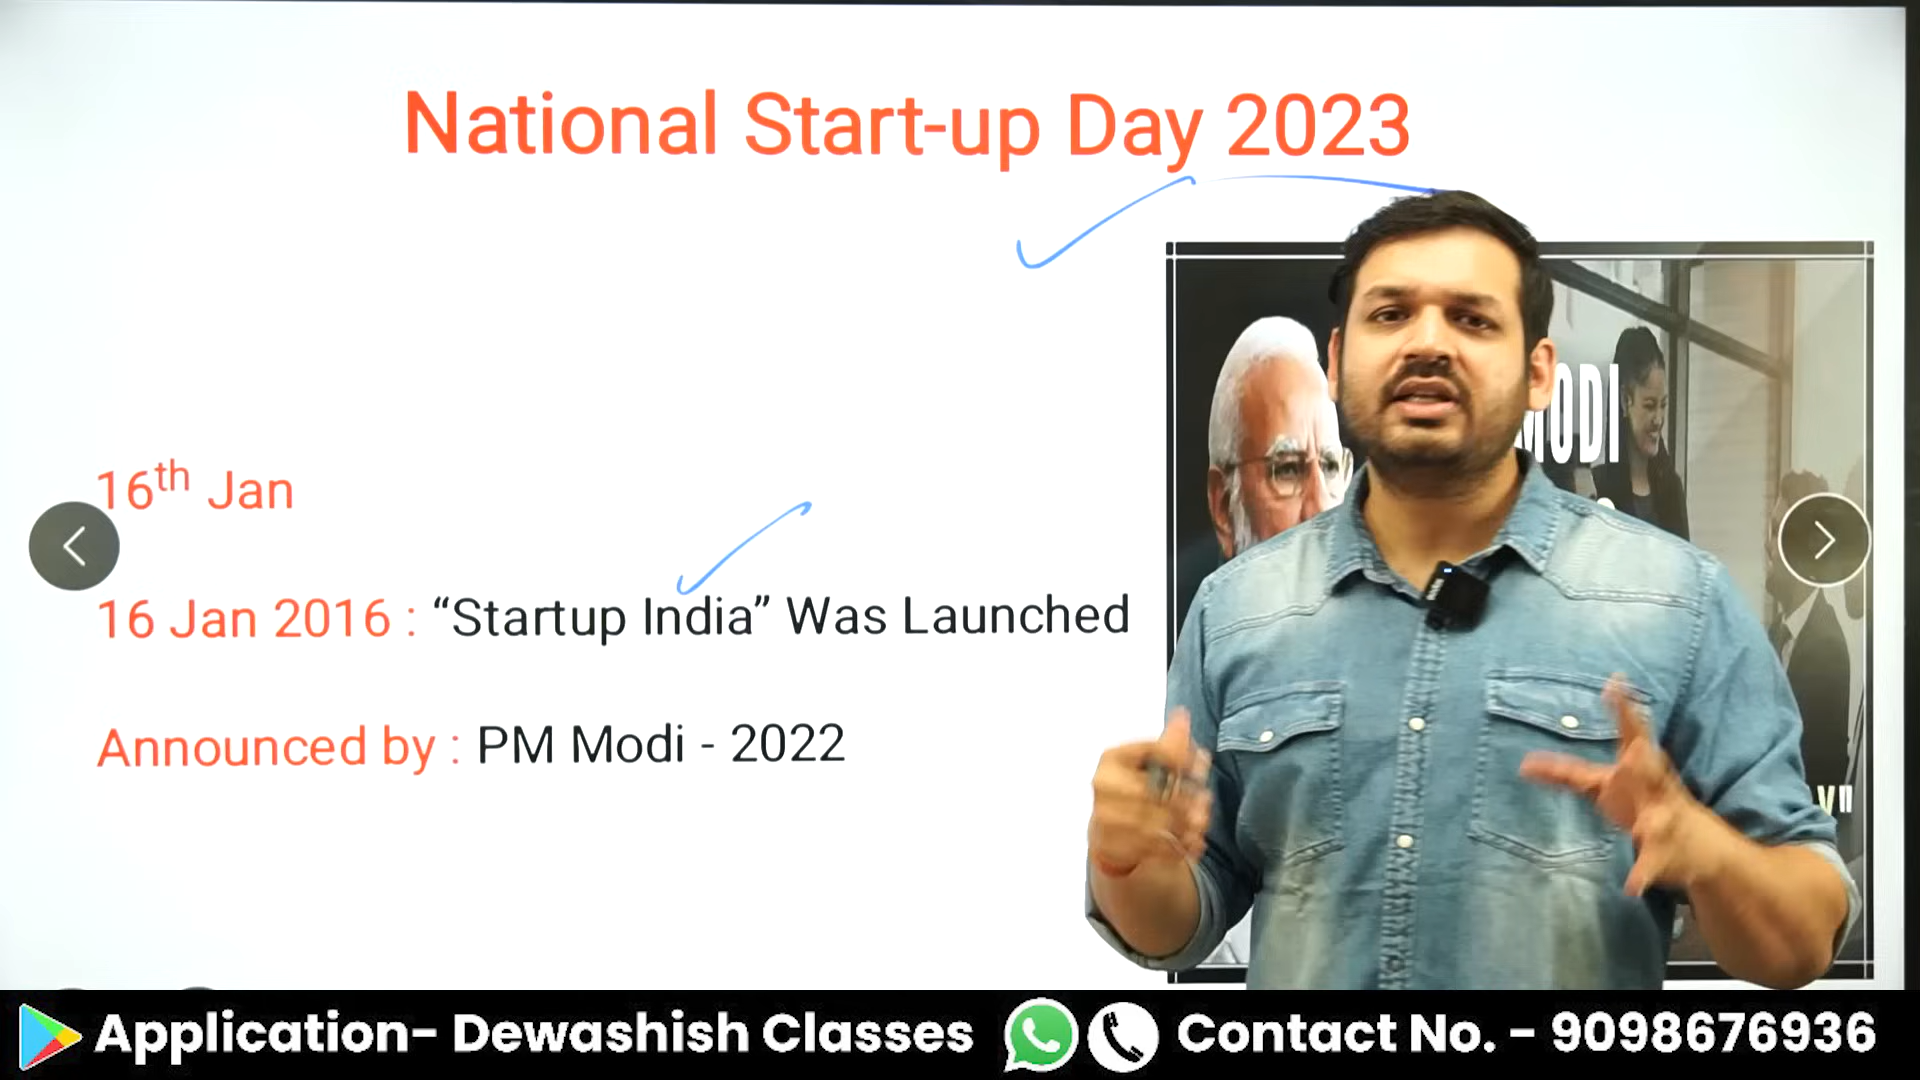 National Start-up Day 2023
16th Jan
16 Jan 2016 : “Startup India” Was Launched
Announced by : PM Modi - 2022
MODI
Application- Dewashish Classes
Contact No. - 9098676936